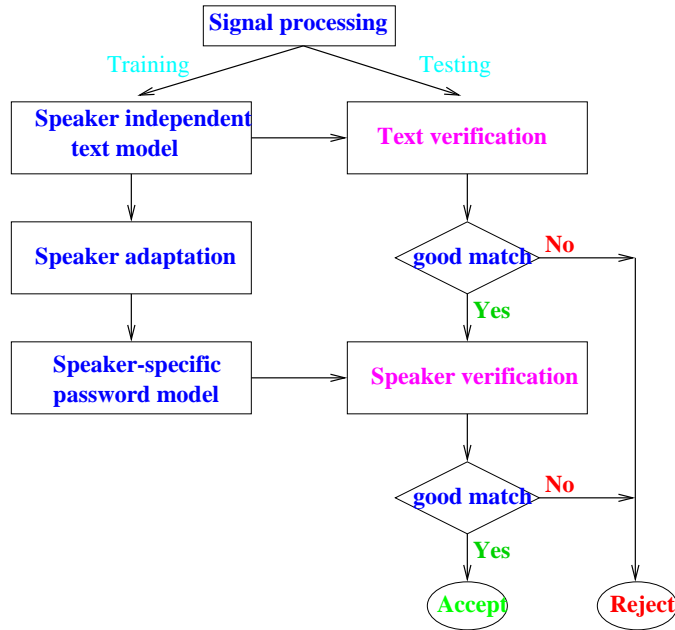 Signal processing
Training
Testing
Speaker independent
text model
Text verification
Speaker adaptation
good match
No
Yes
Speaker-specific
password model
Speaker verification
good match
No
Yes
Accept
Reject